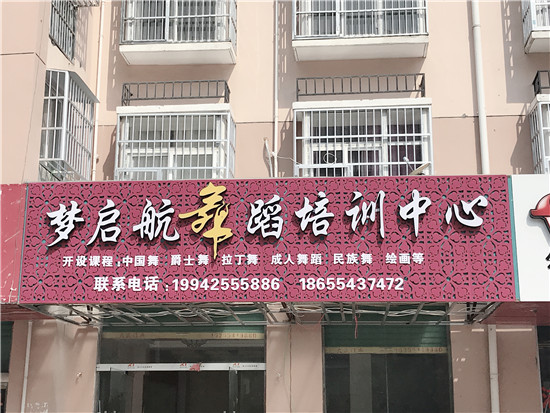 梦启航舞蹈培训中心
开设课程:中国舞 爵士舞 拉丁舞 成人舞蹈 民族舞 绘画等
联系电话:19942555886 18655437472